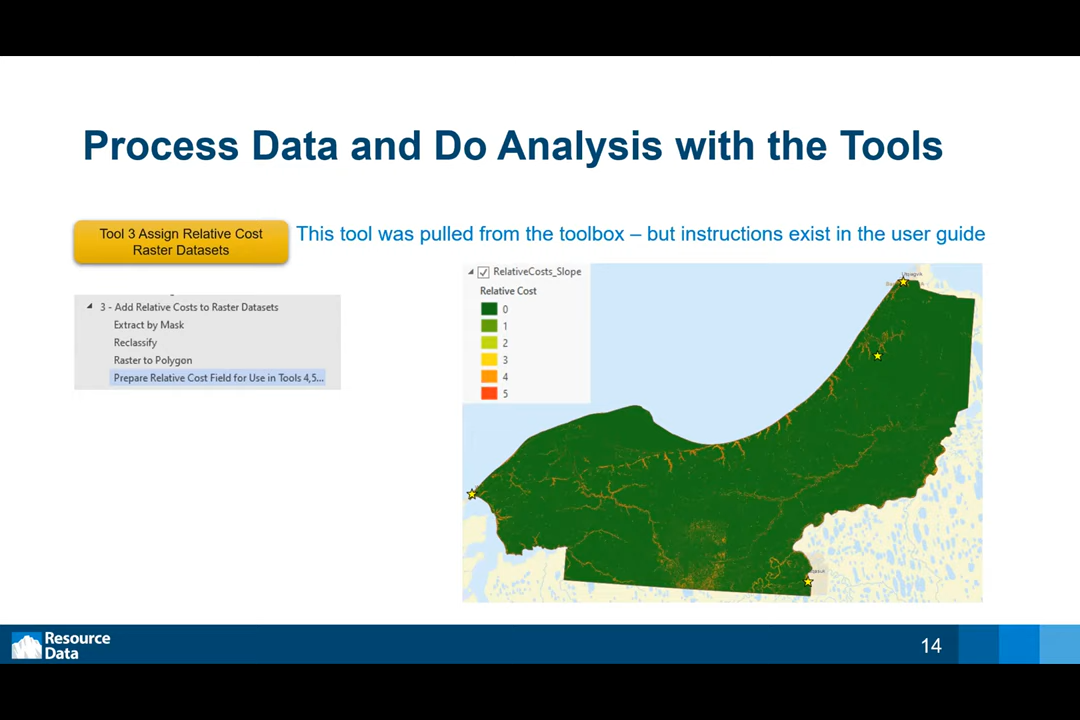 Process Data and Do Analysis with the Tools
Tool 3 Assign Relative Cost
Raster Datasets
This tool was pulled from the toolbox – but instructions exist in the user guide
3 - Add Relative Costs to Raster Datasets
Extract by Mask
Reclassify
Raster to Polygon
Prepare Relative Cost Field for Use in Tools 4,5...
RelativeCosts_Slope
Relative Cost
0
1
2
3
4
5
Resource
Data
14